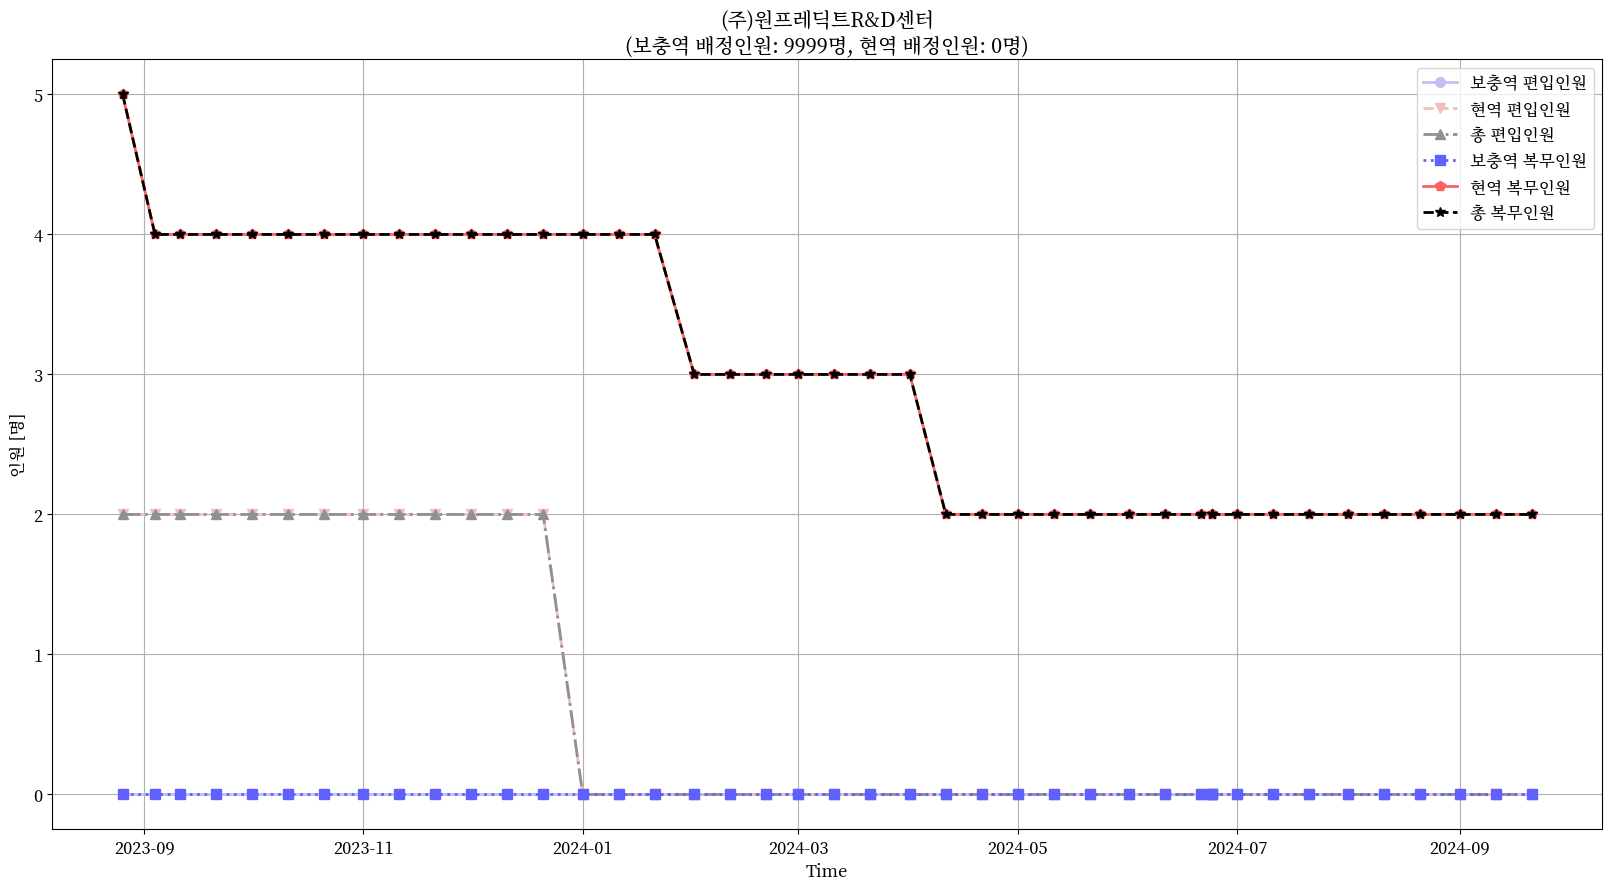 (주)원프레딕트R&D센터
(보충역 배정인원: 9999명, 현역 배정인원: 0명)
보충역 편입인원
현역 편입인원
총 편입인원
보충역 복무인원
현역 복무인원
총 복무인원
인원 [명]
5
4
3
2
1
0
2023-09
2023-11
2024-01
2024-03
2024-05
2024-07
2024-09
Time